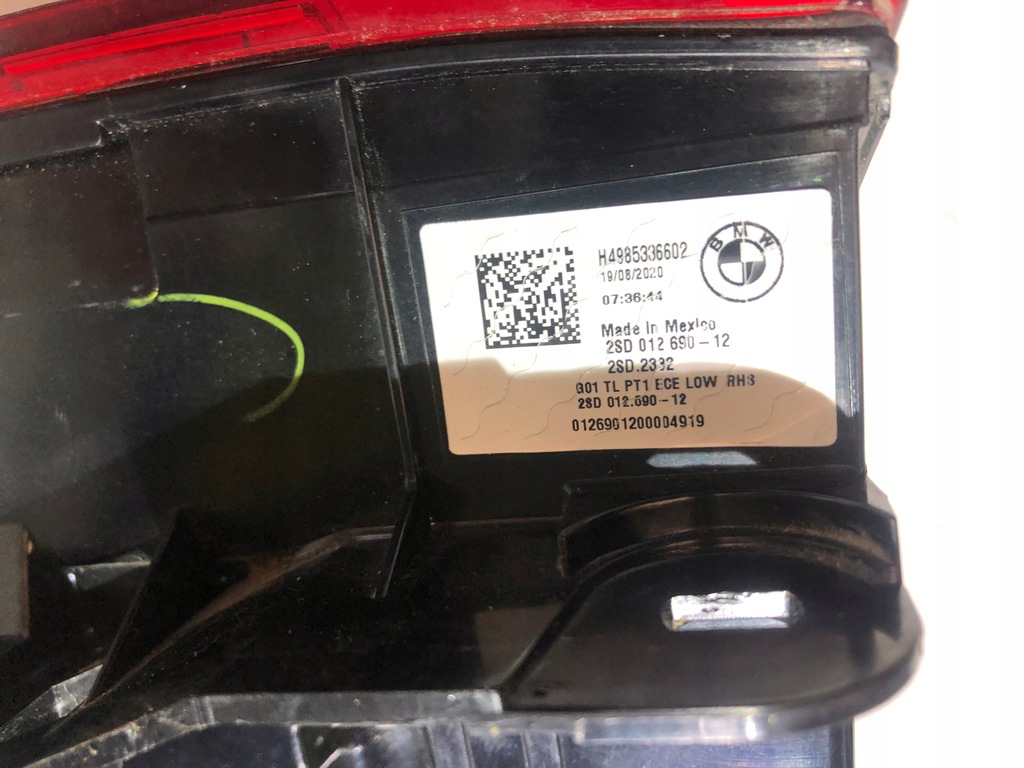 H4985336602
BMW
19/08/2020
07:36:44
Made in Mexico
2SD 012 690-12
2SD.2332
G01 TL PT1 ECE LOW RHS
2SD 012.690-12
0126901200004919